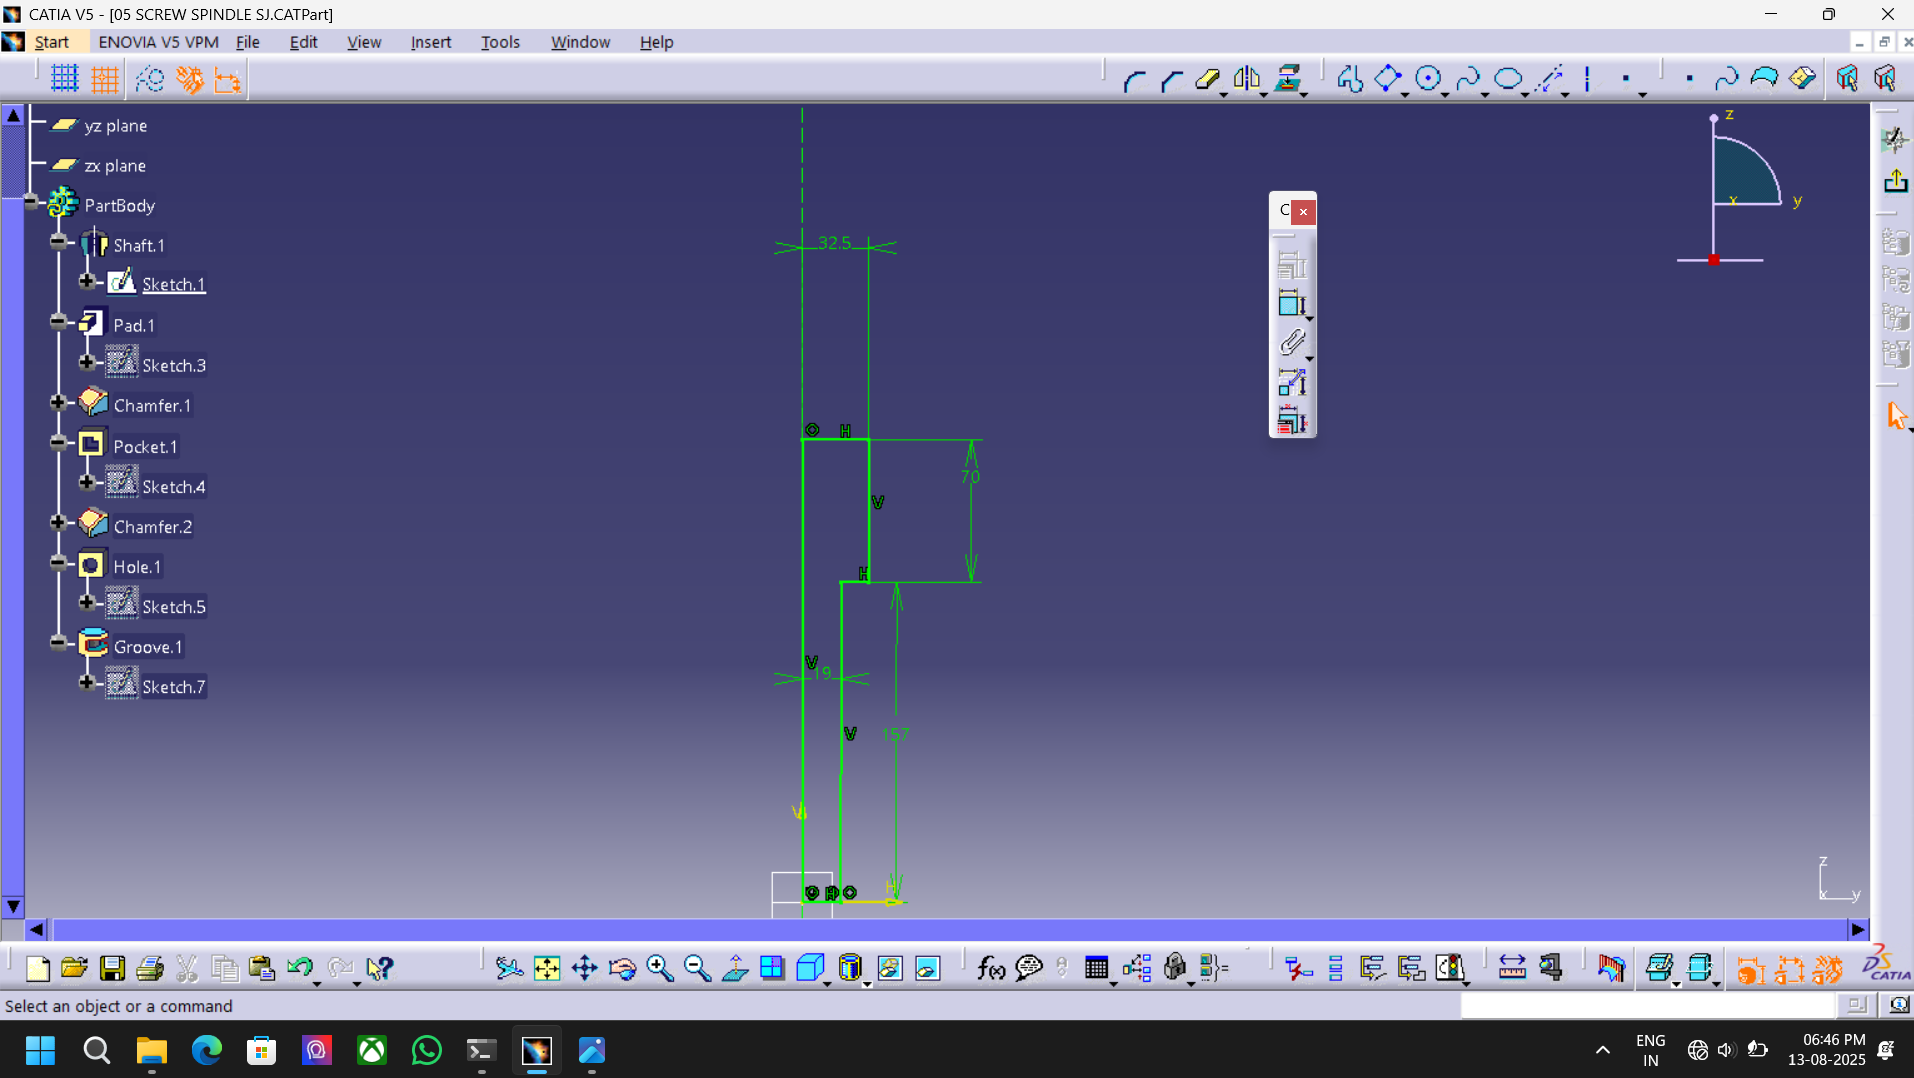 CATIA V5 - [05 SCREW SPINDLE SJ.CATPart]
Start ENOVIA V5 VPM File Edit View Insert Tools Window Help
yz plane
zx plane
PartBody
Shaft.1
Sketch.1
Pad.1
Sketch.3
Chamfer.1
Pocket.1
Sketch.4
Chamfer.2
Hole.1
Sketch.5
Groove.1
Sketch.7
32.5
H
70
V
H
V
19
V
157
V
H
H
C
z
x
y
z
x
y
f(x)
CATIA
Select an object or a command
ENG
IN
06:46 PM
13-08-2025